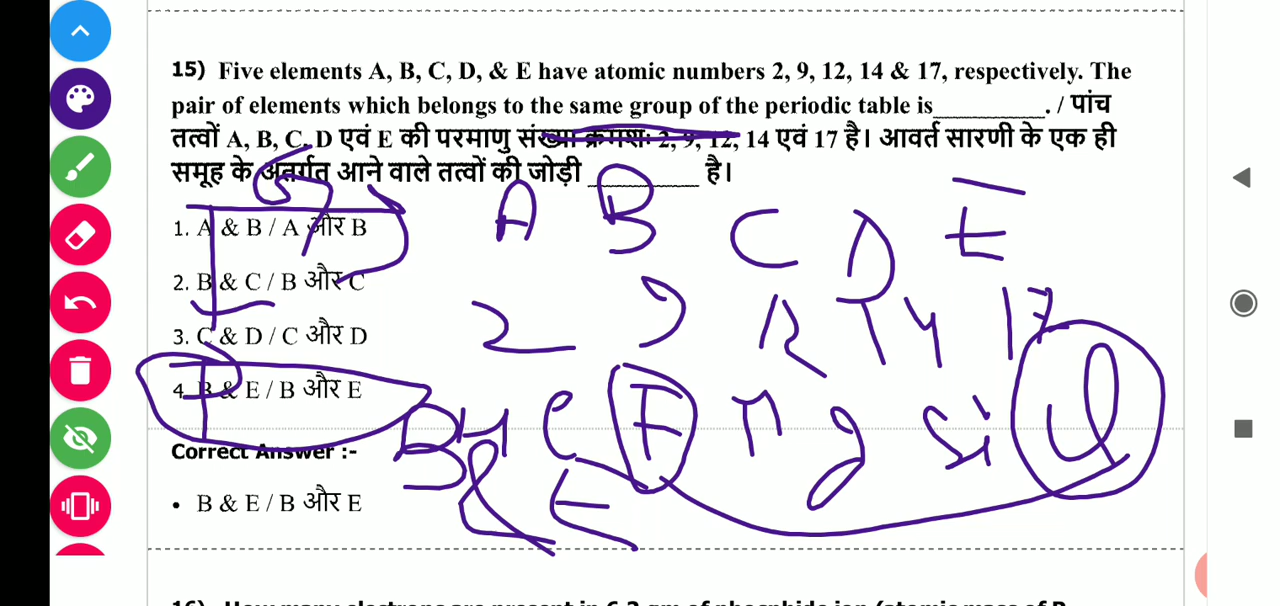 15) Five elements A, B, C, D, & E have atomic numbers 2, 9, 12, 14 & 17, respectively. The
pair of elements which belongs to the same group of the periodic table is________. / पांच
तत्वों A, B, C, D एवं E की परमाणु संख्या क्रमशः 2, 9, 12, 14 एवं 17 है। आवर्त सारणी के एक ही
समूह के अंतर्गत आने वाले तत्वों की जोड़ी ________ है।
A B C D E
1. A & B / A और B
2. B & C / B और C
2 9 12 14 17
3. C & D / C और D
4. B & E / B और E
He F Mg Si Cl
Correct Answer :-
B & E
• B & E / B और E